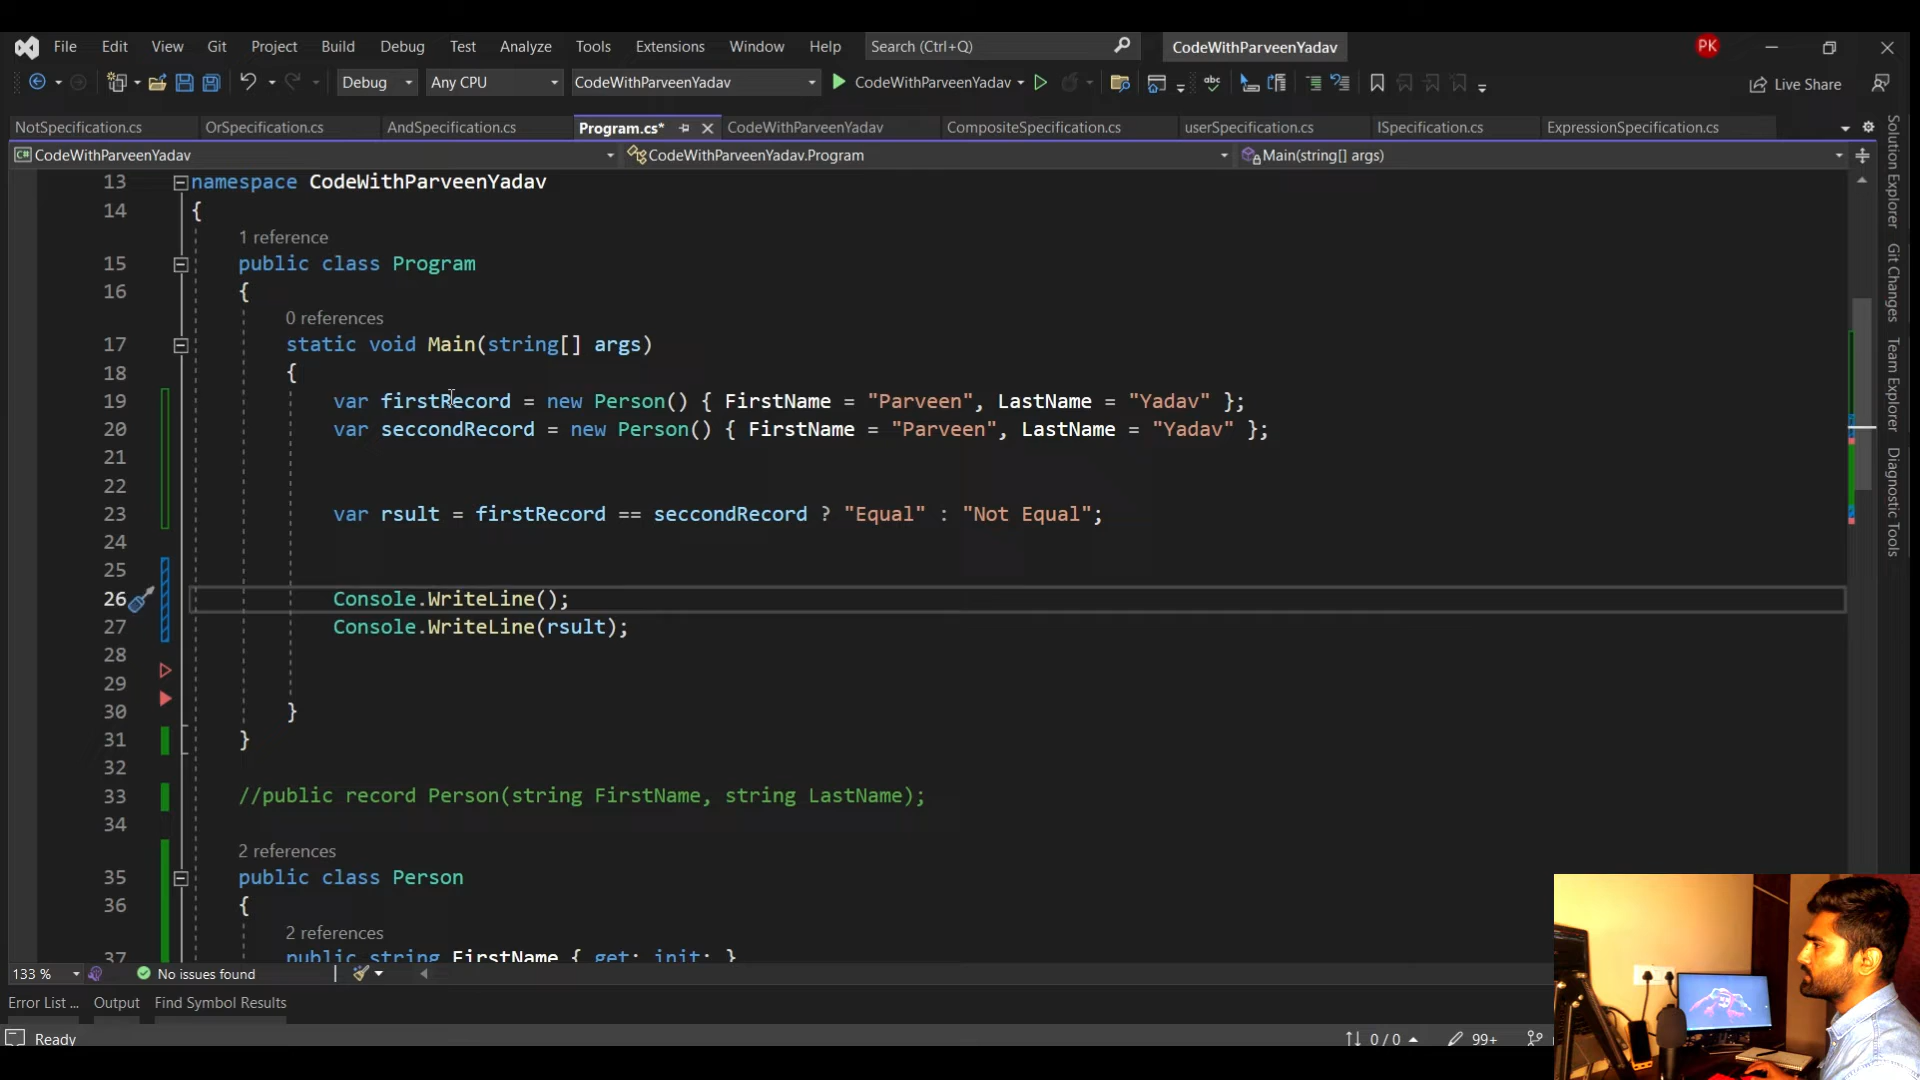 File Edit View Git Project Build Debug Test Analyze Tools Extensions Window Help Search (Ctrl+Q) CodeWithParveenYadav PK
Debug Any CPU CodeWithParveenYadav CodeWithParveenYadav Live Share
NotSpecification.cs OrSpecification.cs AndSpecification.cs Program.cs* CodeWithParveenYadav CompositeSpecification.cs userSpecification.cs ISpecification.cs ExpressionSpecification.cs
CodeWithParveenYadav CodeWithParveenYadav.Program Main(string[] args)
13 namespace CodeWithParveenYadav
14 {
1 reference
15 public class Program
16 {
0 references
17 static void Main(string[] args)
18 {
19 var firstRecord = new Person() { FirstName = "Parveen", LastName = "Yadav" };
20 var seccondRecord = new Person() { FirstName = "Parveen", LastName = "Yadav" };
21
22
23 var rsult = firstRecord == seccondRecord ? "Equal" : "Not Equal";
24
25
26 Console.WriteLine();
27 Console.WriteLine(rsult);
28
29
30 }
31 }
32
33 //public record Person(string FirstName, string LastName);
34
2 references
35 public class Person
36 {
2 references
37 public string FirstName { get; init; }
133 % No issues found
Error List ... Output Find Symbol Results
Ready 0 / 0 99+
Solution Explorer
Git Changes
Team Explorer
Diagnostic Tools